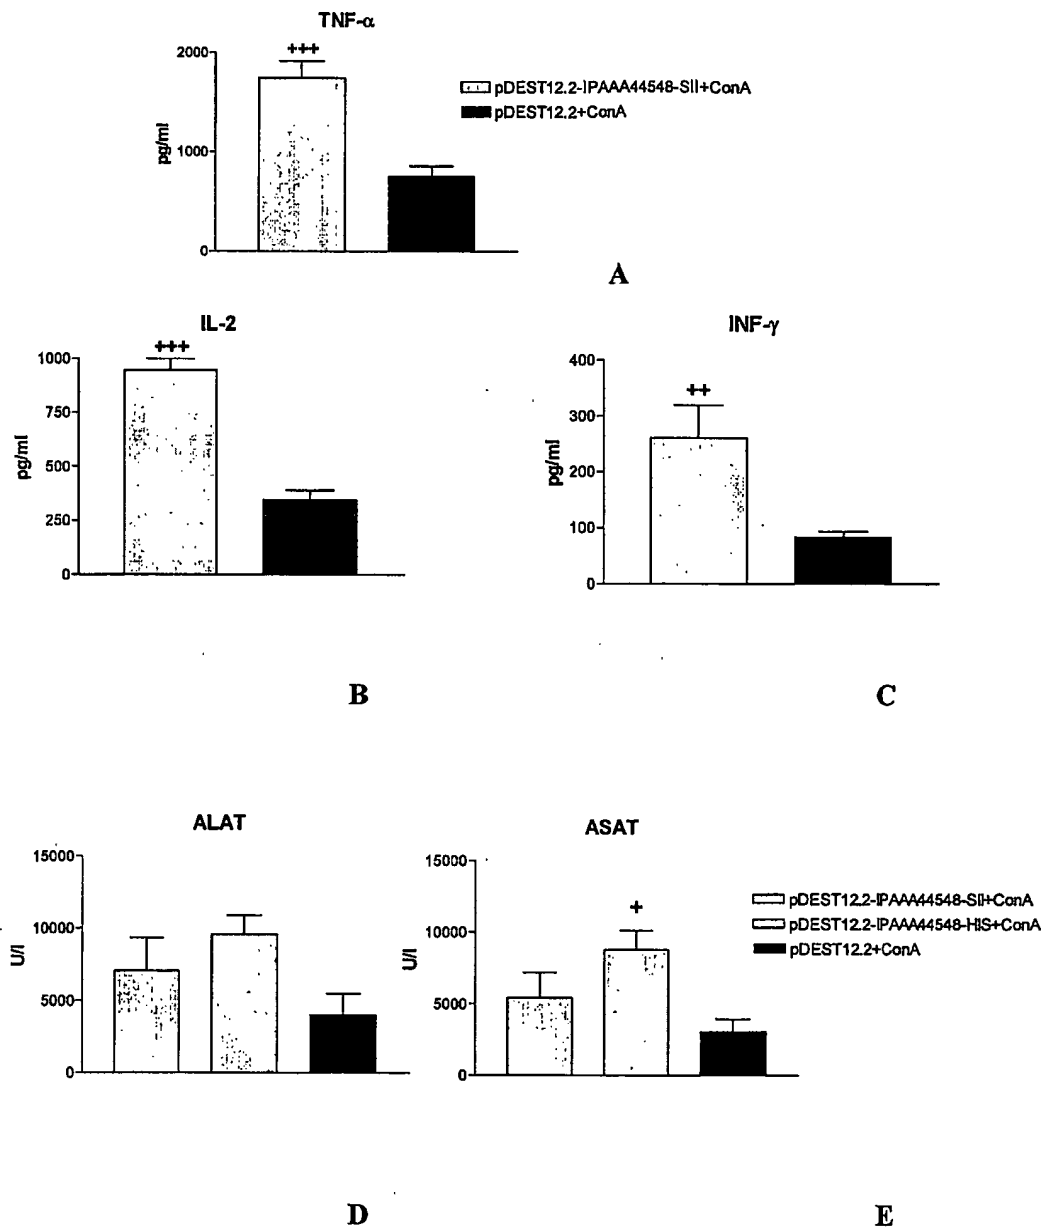 TNF-α
+++
2000
1000
0
pg/ml
pDEST12.2-IPAAA44548-SII+ConA
pDEST12.2+ConA
A
IL-2
+++
1000
750
500
250
0
pg/ml
B
INF-γ
++
400
300
200
100
0
pg/ml
C
ALAT
15000
10000
5000
0
U/l
D
ASAT
+
15000
10000
5000
0
U/l
pDEST12.2-IPAAA44548-SII+ConA
pDEST12.2-IPAAA44548-HIS+ConA
pDEST12.2+ConA
E